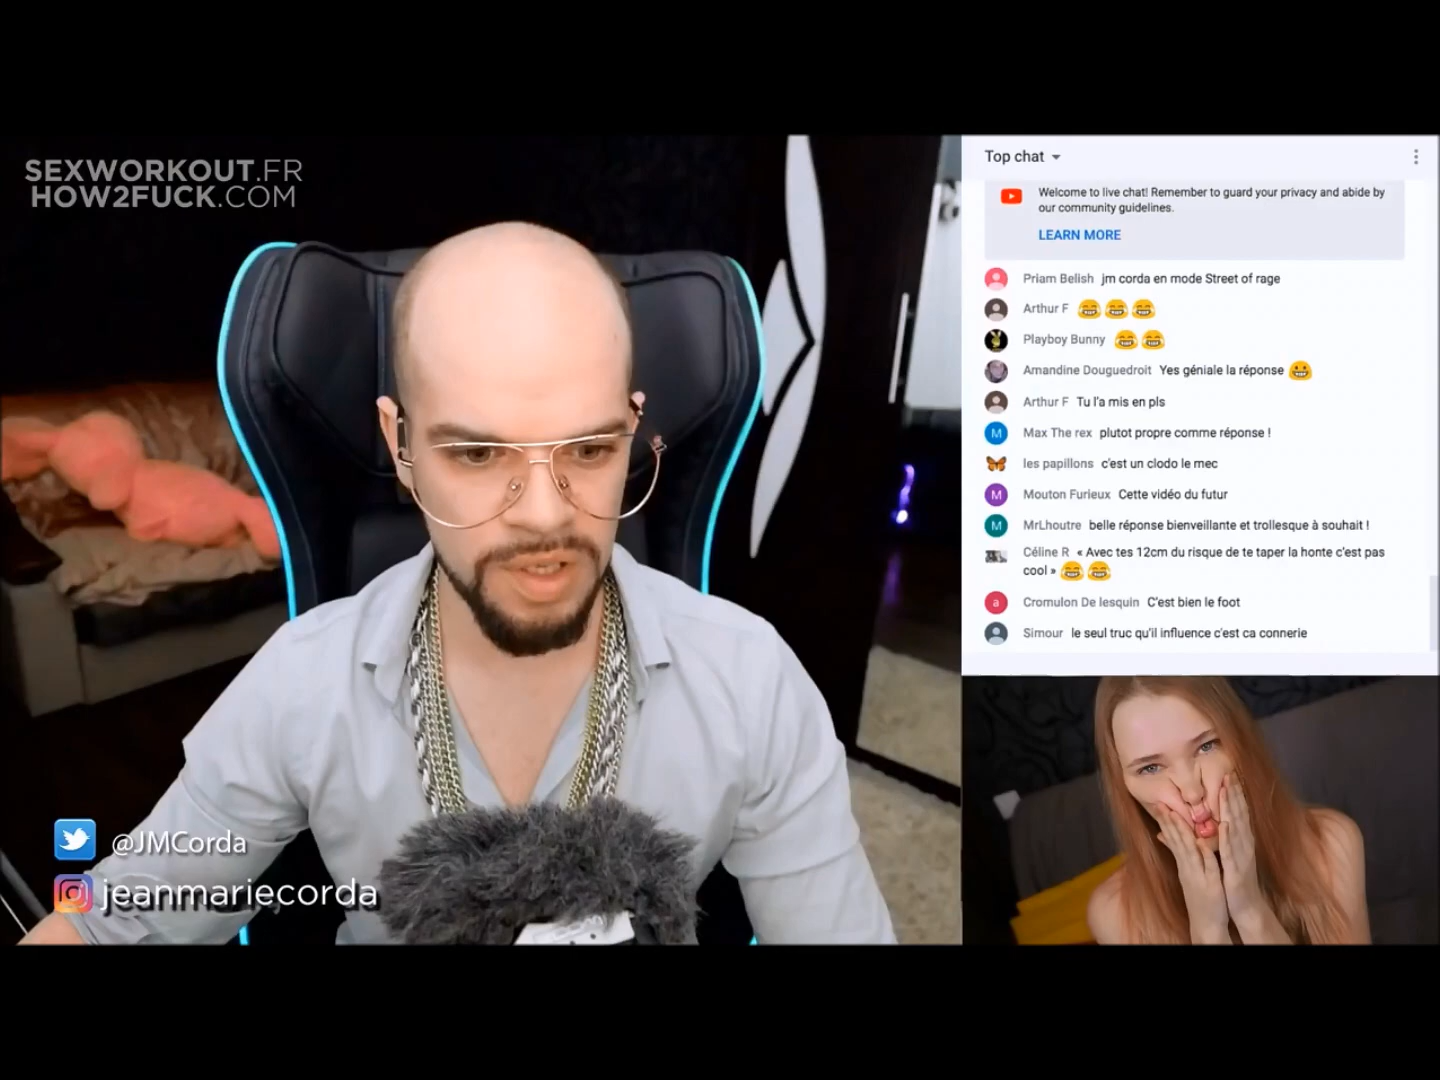 SEXWORKOUT.FR
HOW2FUCK.COM
Top chat
Welcome to live chat! Remember to guard your privacy and abide by
our community guidelines.
LEARN MORE
Priam Belish jm corda en mode Street of rage
Arthur F 😂😂😂
Playboy Bunny 😂😂
Amandine Douguedroit Yes géniale la réponse 😀
Arthur F Tu l'a mis en pls
M Max The rex plutot propre comme réponse !
les papillons c'est un clodo le mec
M Mouton Furieux Cette vidéo du futur
M MrLhoutre belle réponse bienveillante et trollesque à souhait !
Céline R « Avec tes 12cm du risque de te taper la honte c'est pas
cool » 😂😂
a Cromulon De lesquin C'est bien le foot
Simour le seul truc qu'il influence c'est ca connerie
@JMCorda
jeanmariecorda